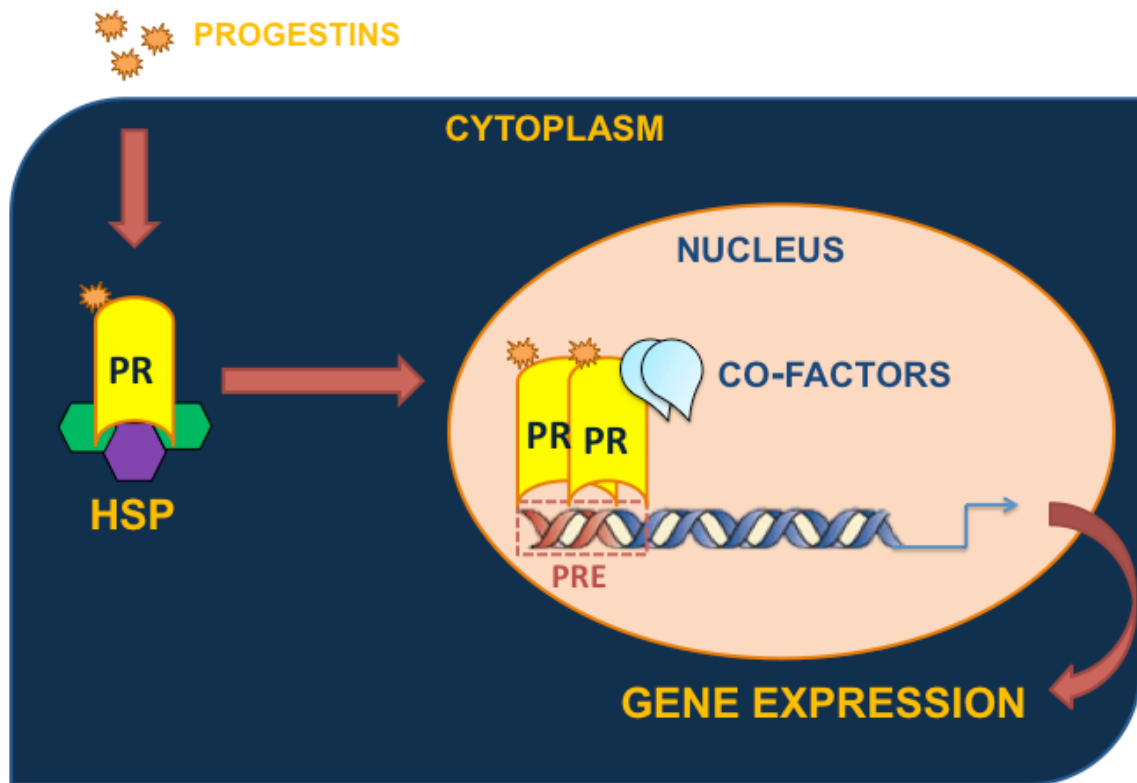 PROGESTINS
CYTOPLASM
NUCLEUS
PR
HSP
PR
PR
CO-FACTORS
PRE
GENE EXPRESSION